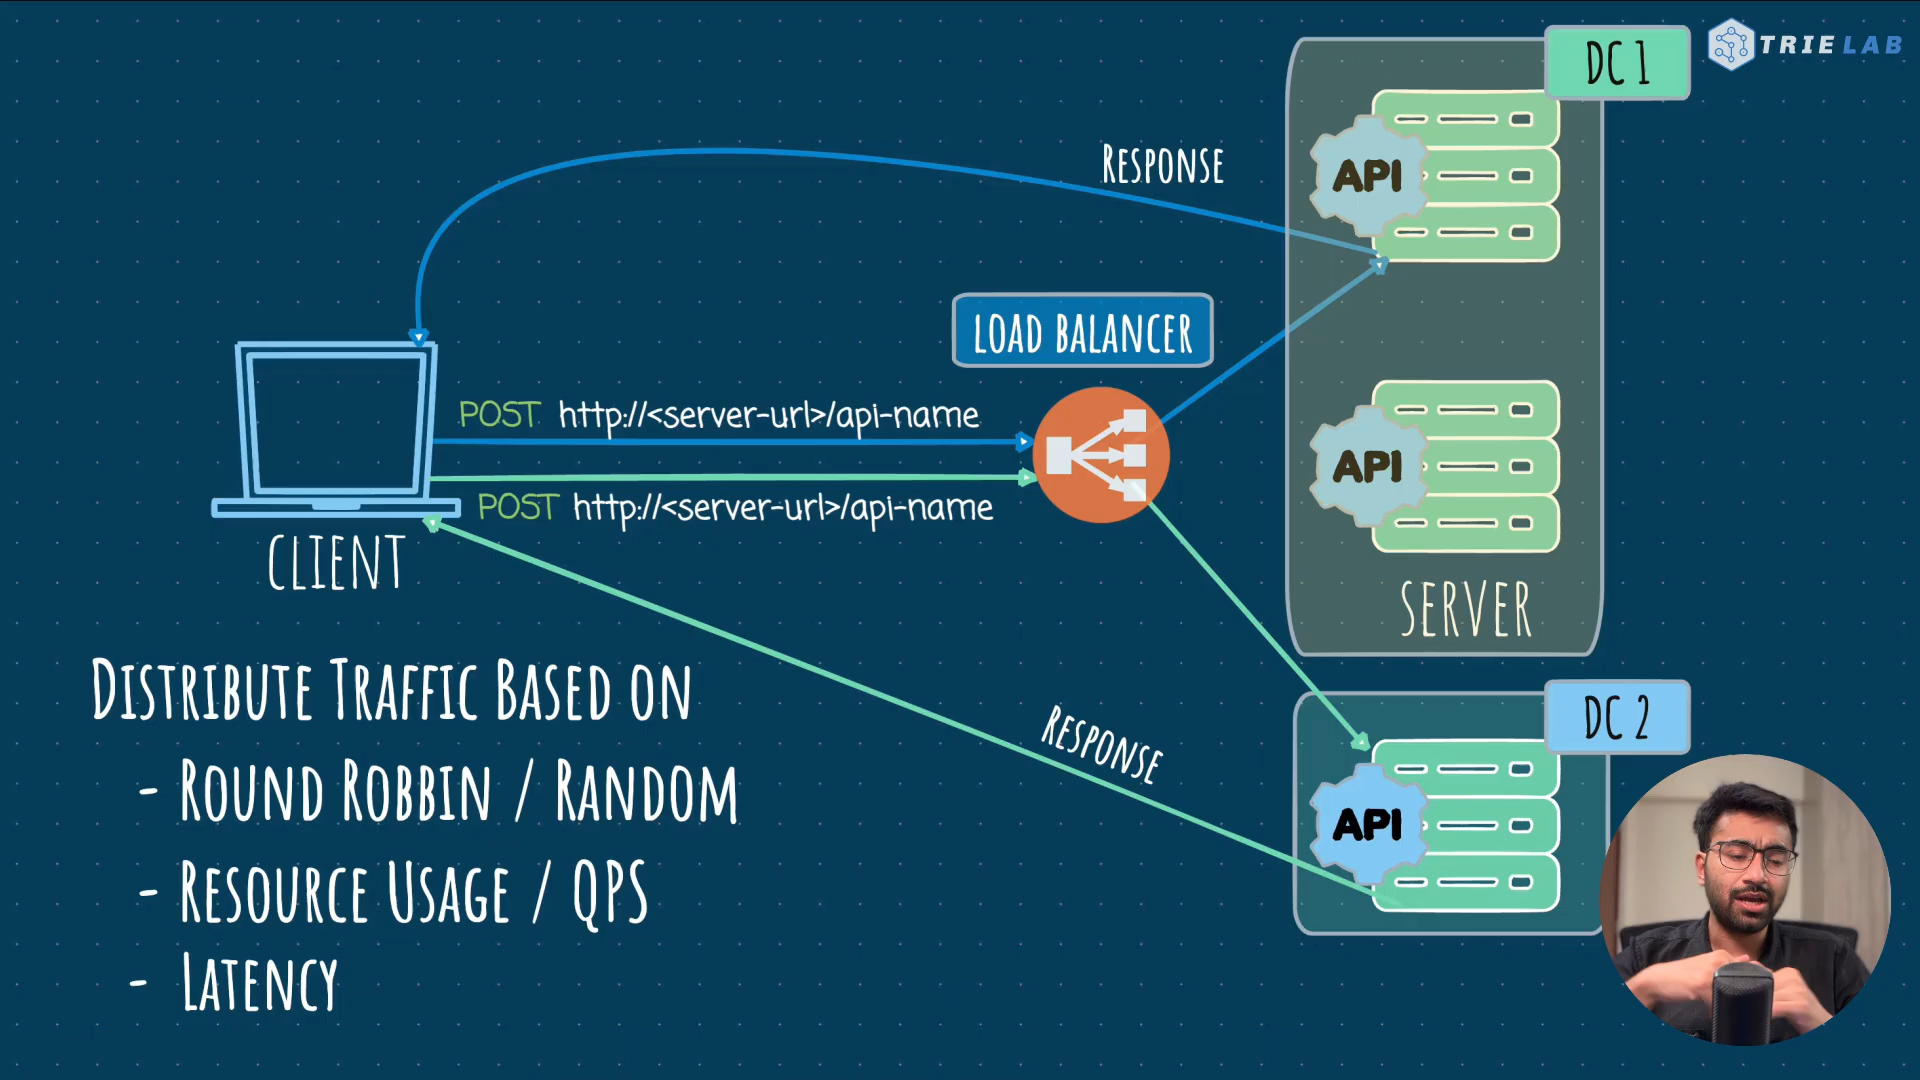 TRIE LAB
DC 1
API
RESPONSE
LOAD BALANCER
POST http://<server-url>/api-name
POST http://<server-url>/api-name
CLIENT
API
SERVER
DISTRIBUTE TRAFFIC BASED ON
- ROUND ROBBIN / RANDOM
- RESOURCE USAGE / QPS
- LATENCY
RESPONSE
DC 2
API